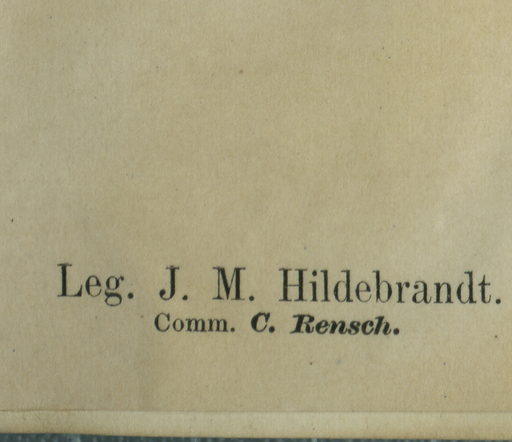 Leg. J. M. Hildebrandt.
Comm. C. Rensch.